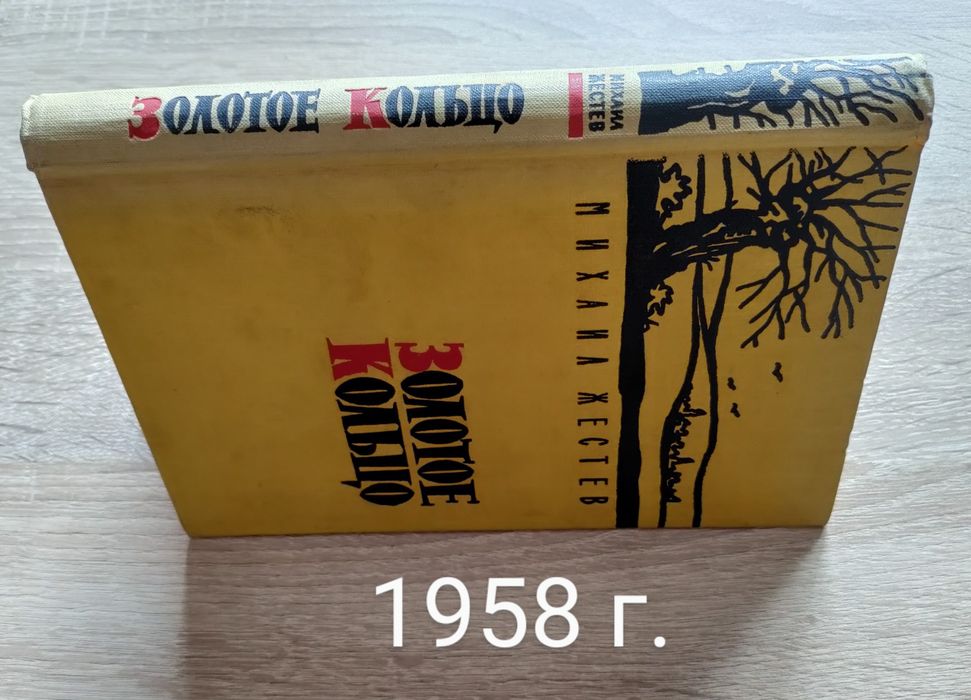 Золотое Кольцо
МИХАИЛ
ЖЕСТЕВ
МИХАИЛ ЖЕСТЕВ
Золотое
Кольцо
1958 г.